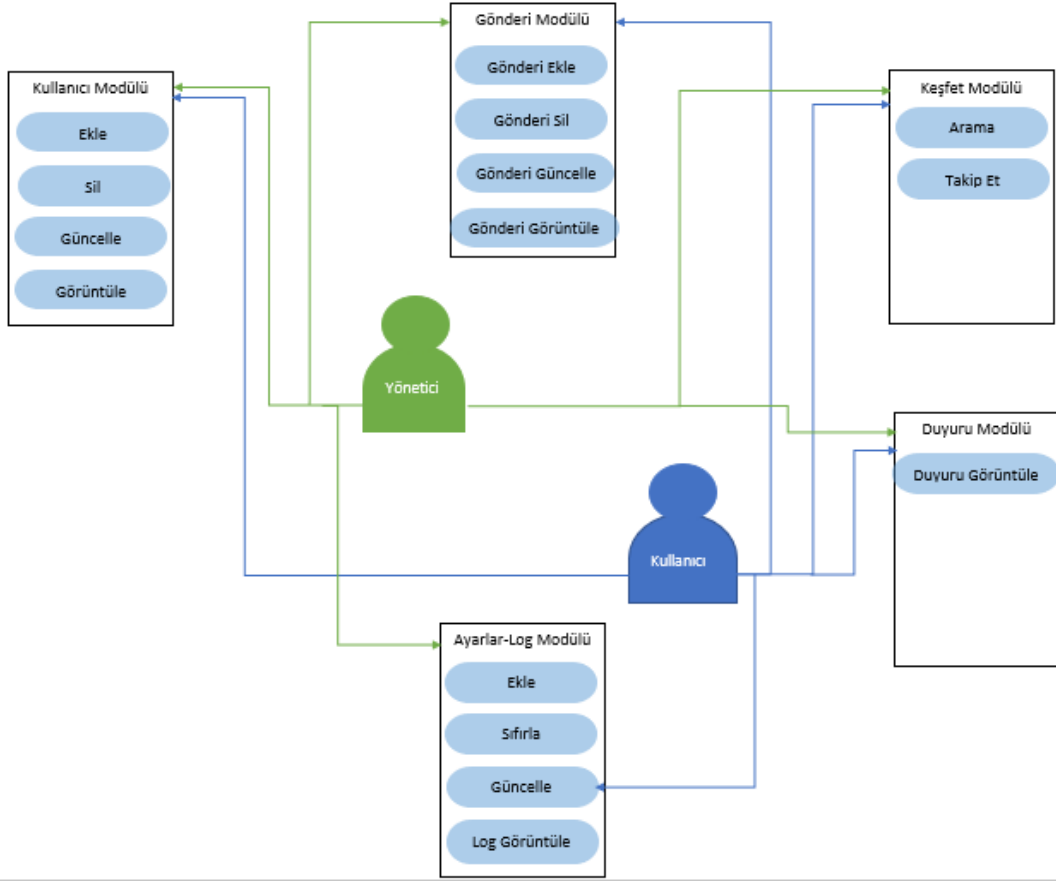 Gönderi Modülü
Gönderi Ekle
Gönderi Sil
Gönderi Güncelle
Gönderi Görüntüle
Kullanıcı Modülü
Ekle
Sil
Güncelle
Görüntüle
Keşfet Modülü
Arama
Takip Et
Yönetici
Duyuru Modülü
Duyuru Görüntüle
Kullanıcı
Ayarlar-Log Modülü
Ekle
Sıfırla
Güncelle
Log Görüntüle